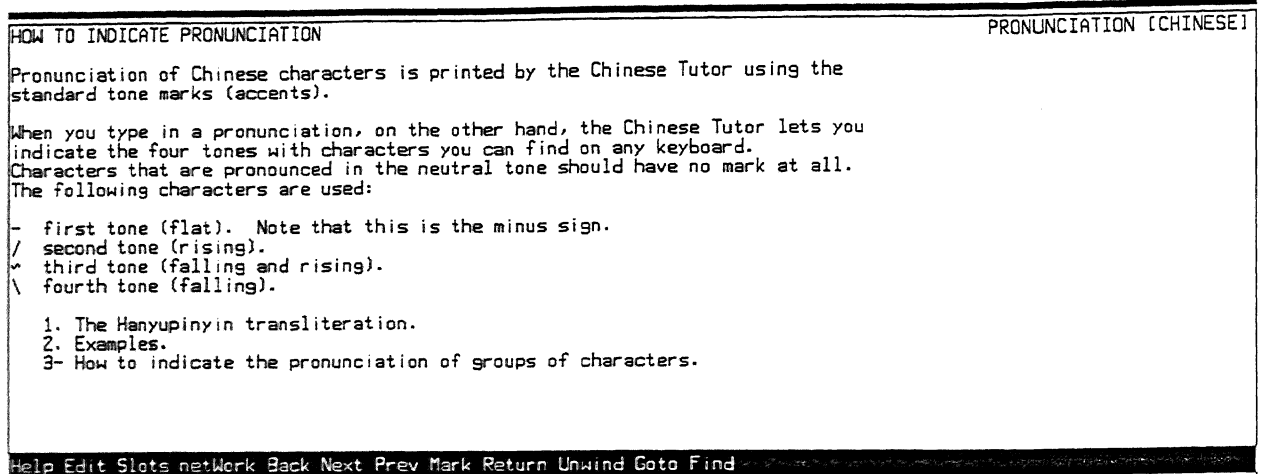 HOW TO INDICATE PRONUNCIATION
PRONUNCIATION [CHINESE]
Pronunciation of Chinese characters is printed by the Chinese Tutor using the
standard tone marks (accents).
When you type in a pronunciation, on the other hand, the Chinese Tutor lets you
indicate the four tones with characters you can find on any keyboard.
Characters that are pronounced in the neutral tone should have no mark at all.
The following characters are used:
- first tone (flat). Note that this is the minus sign.
/ second tone (rising).
~ third tone (falling and rising).
\ fourth tone (falling).
1. The Hanyupinyin transliteration.
2. Examples.
3- How to indicate the pronunciation of groups of characters.
Help Edit Slots netWork Back Next Prev Mark Return Unwind Goto Find